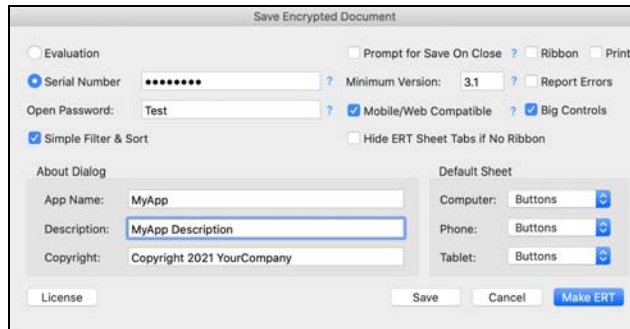 Save Encrypted Document
Evaluation Prompt for Save On Close ? Ribbon Print
Serial Number •••••••• ? Minimum Version: 3.1 ? Report Errors
Open Password: Test ? Mobile/Web Compatible ? Big Controls
Simple Filter & Sort Hide ERT Sheet Tabs if No Ribbon
About Dialog Default Sheet
App Name: MyApp Computer: Buttons
Description: MyApp Description Phone: Buttons
Copyright: Copyright 2021 YourCompany Tablet: Buttons
License Save Cancel Make ERT